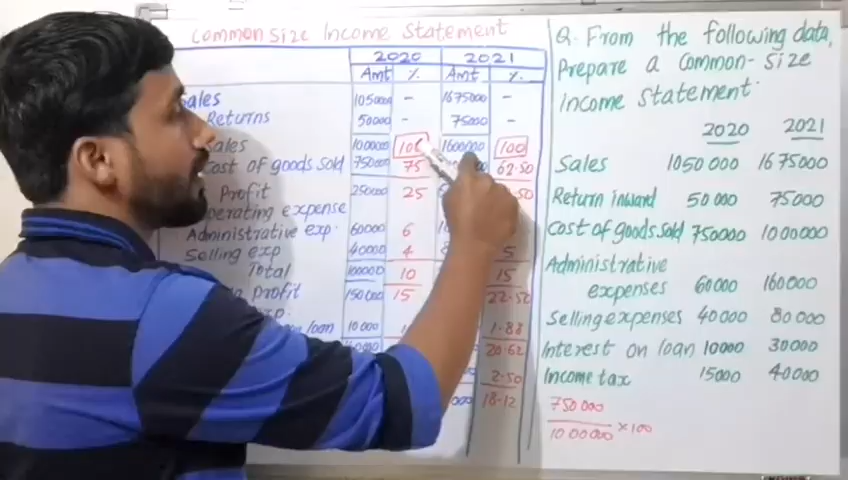 Common Size Income Statement
2020 2021
Amt % Amt %
Sales 1050000 - 1675000 -
Returns 50000 - 75000 -
Sales 1000000 100 1600000 100
Cost of goods sold 750000 75 62.50
Profit 250000 25
expense
Administrative exp. 60000 6
Selling exp 40000 4 5
Total 100000 10 15
Profit 150000 15 22.50
loan 10000 1.88
20.62
2.50
18.12
Q. From the following data,
Prepare a Common-Size
Income Statement.
2020 2021
Sales 1050000 1675000
Return inward 50000 75000
Cost of goods sold 750000 1000000
Administrative
expenses 60000 160000
Selling expenses 40000 80000
Interest on loan 10000 30000
Income tax 15000 40000
750000
1000000 ×100